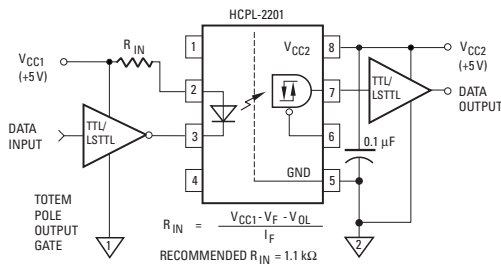 HCPL-2201
V_CC1
(+5 V)
R_IN
1
V_CC2
8
V_CC2
(+5 V)
2
7
TTL/
LSTTL
DATA
OUTPUT
DATA
INPUT
TTL/
LSTTL
3
6
0.1 µF
4
GND
5
TOTEM
POLE
OUTPUT
GATE
1
2
R_IN = (V_CC1 - V_F - V_OL) / I_F
RECOMMENDED R_IN = 1.1 kΩ